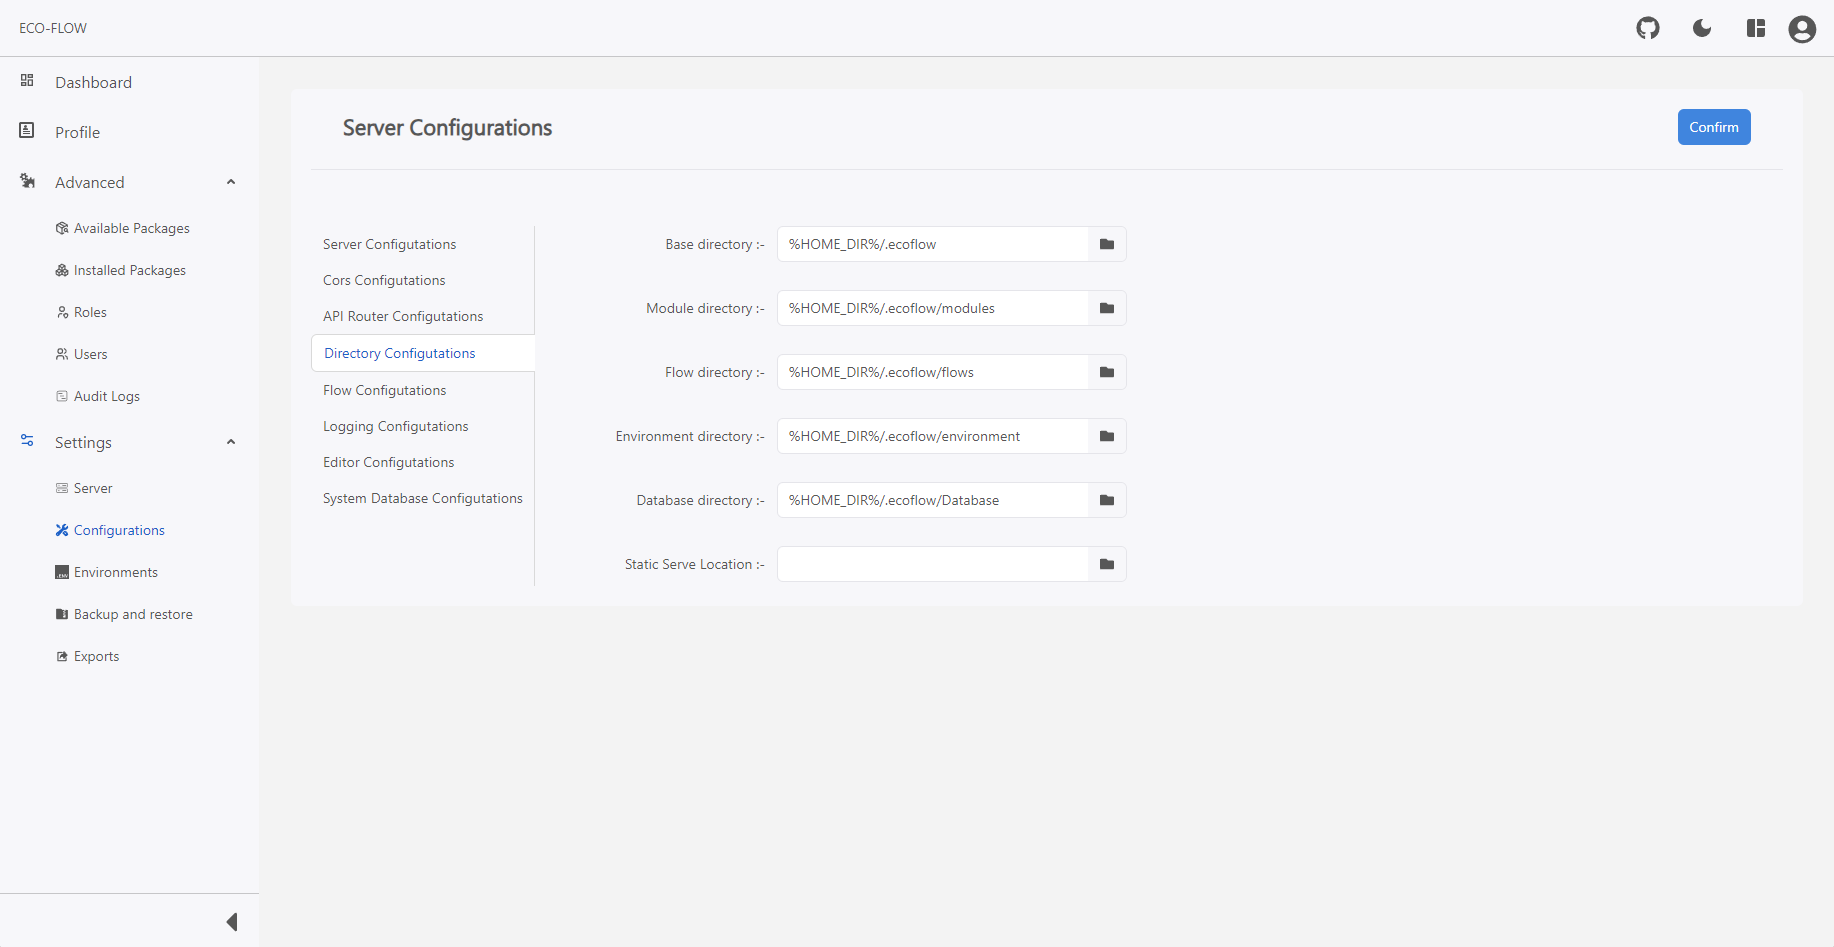 ECO-FLOW
Dashboard
Profile
Advanced
Available Packages
Installed Packages
Roles
Users
Audit Logs
Settings
Server
Configurations
.ENV Environments
Backup and restore
Exports
Server Configurations
Confirm
Server Configutations
Cors Configutations
API Router Configutations
Directory Configutations
Flow Configutations
Logging Configutations
Editor Configutations
System Database Configutations
Base directory :- %HOME_DIR%/.ecoflow
Module directory :- %HOME_DIR%/.ecoflow/modules
Flow directory :- %HOME_DIR%/.ecoflow/flows
Environment directory :- %HOME_DIR%/.ecoflow/environment
Database directory :- %HOME_DIR%/.ecoflow/Database
Static Serve Location :-